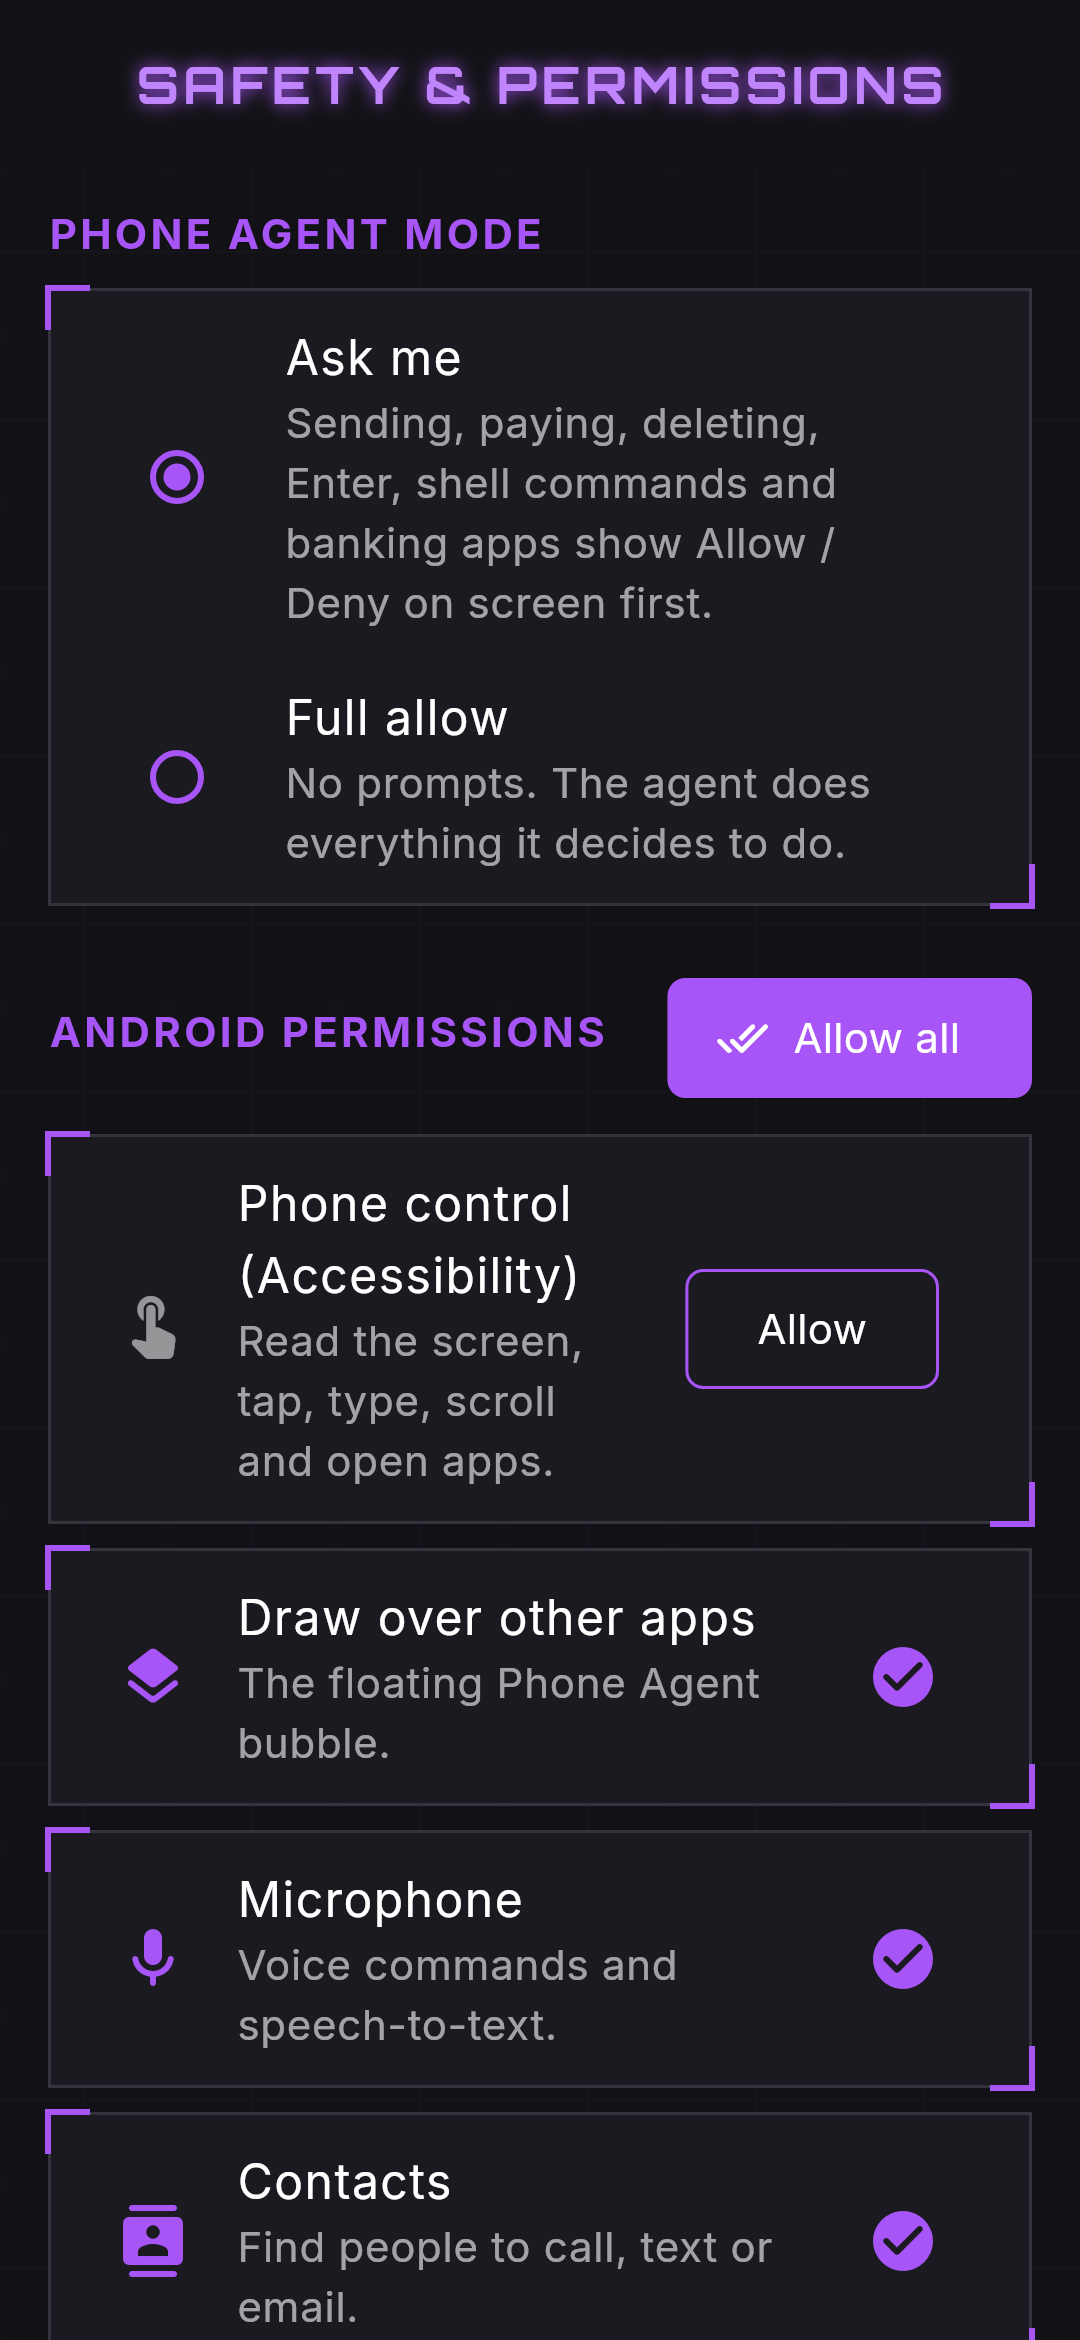 SAFETY & PERMISSIONS
PHONE AGENT MODE
Ask me
Sending, paying, deleting,
Enter, shell commands and
banking apps show Allow /
Deny on screen first.
Full allow
No prompts. The agent does
everything it decides to do.
ANDROID PERMISSIONS
Allow all
Phone control
(Accessibility)
Read the screen,
tap, type, scroll
and open apps.
Allow
Draw over other apps
The floating Phone Agent
bubble.
Microphone
Voice commands and
speech-to-text.
Contacts
Find people to call, text or
email.